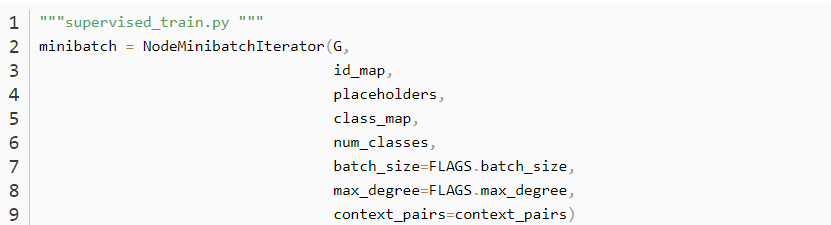 1 """supervised_train.py """
2 minibatch = NodeMinibatchIterator(G,
3 id_map,
4 placeholders,
5 class_map,
6 num_classes,
7 batch_size=FLAGS.batch_size,
8 max_degree=FLAGS.max_degree,
9 context_pairs=context_pairs)